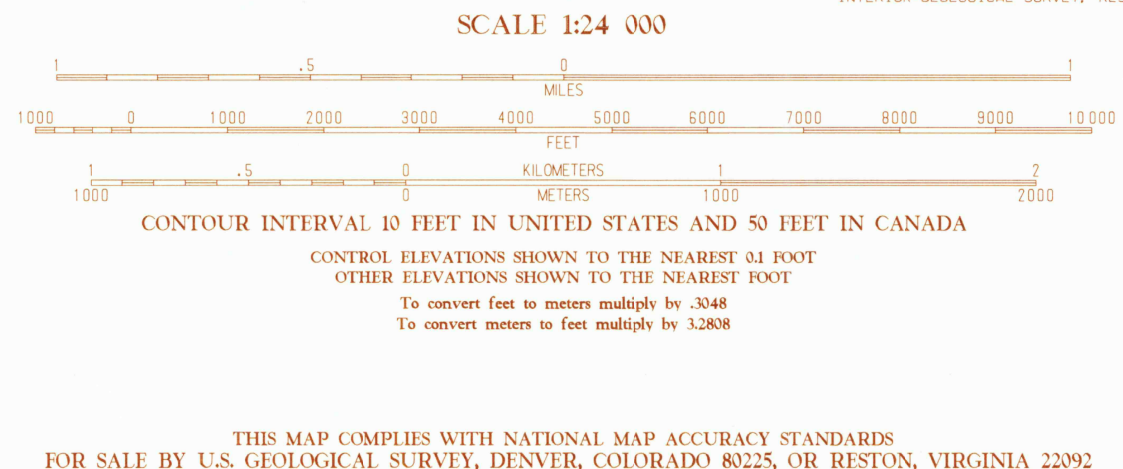 SCALE 1:24 000
1 .5 0 1
MILES
1000 0 1000 2000 3000 4000 5000 6000 7000 8000 9000 10 000
FEET
1 .5 0 KILOMETERS 1 2
1000 0 METERS 1000 2000
CONTOUR INTERVAL 10 FEET IN UNITED STATES AND 50 FEET IN CANADA
CONTROL ELEVATIONS SHOWN TO THE NEAREST 0.1 FOOT
OTHER ELEVATIONS SHOWN TO THE NEAREST FOOT
To convert feet to meters multiply by .3048
To convert meters to feet multiply by 3.2808
THIS MAP COMPLIES WITH NATIONAL MAP ACCURACY STANDARDS
FOR SALE BY U.S. GEOLOGICAL SURVEY, DENVER, COLORADO 80225, OR RESTON, VIRGINIA 22092